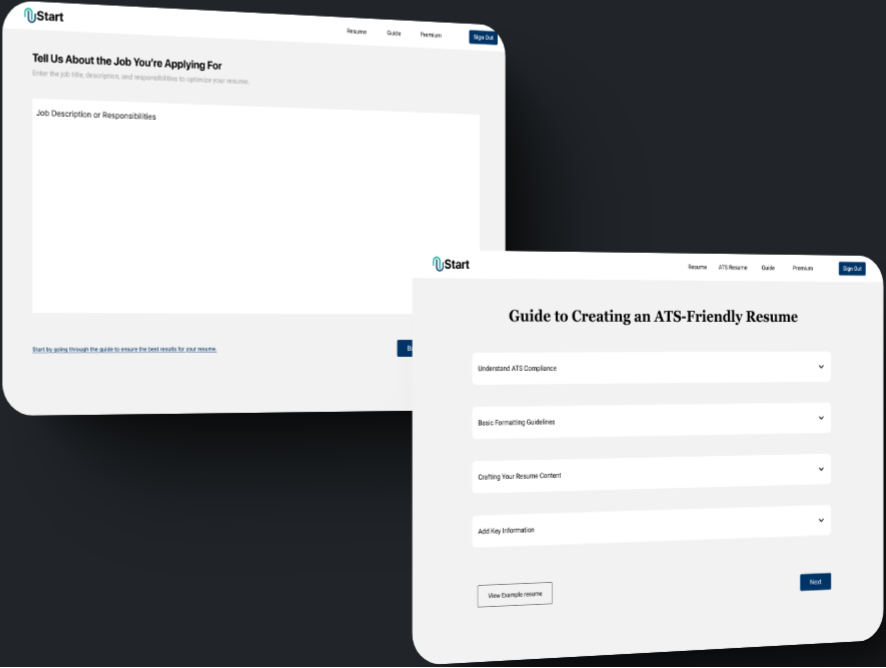 Start
Resume Guide Premium Sign Out
Tell Us About the Job You're Applying For
Enter the job title, description, and responsibilities to optimize your resume.
Job Description or Responsibilities
Start by going through the guide to ensure the best results for your resume.
Start
Resume ATS Resume Guide Premium Sign Out
Guide to Creating an ATS-Friendly Resume
Understand ATS Compliance
Basic Formatting Guidelines
Crafting Your Resume Content
Add Key Information
View Example resume
Next